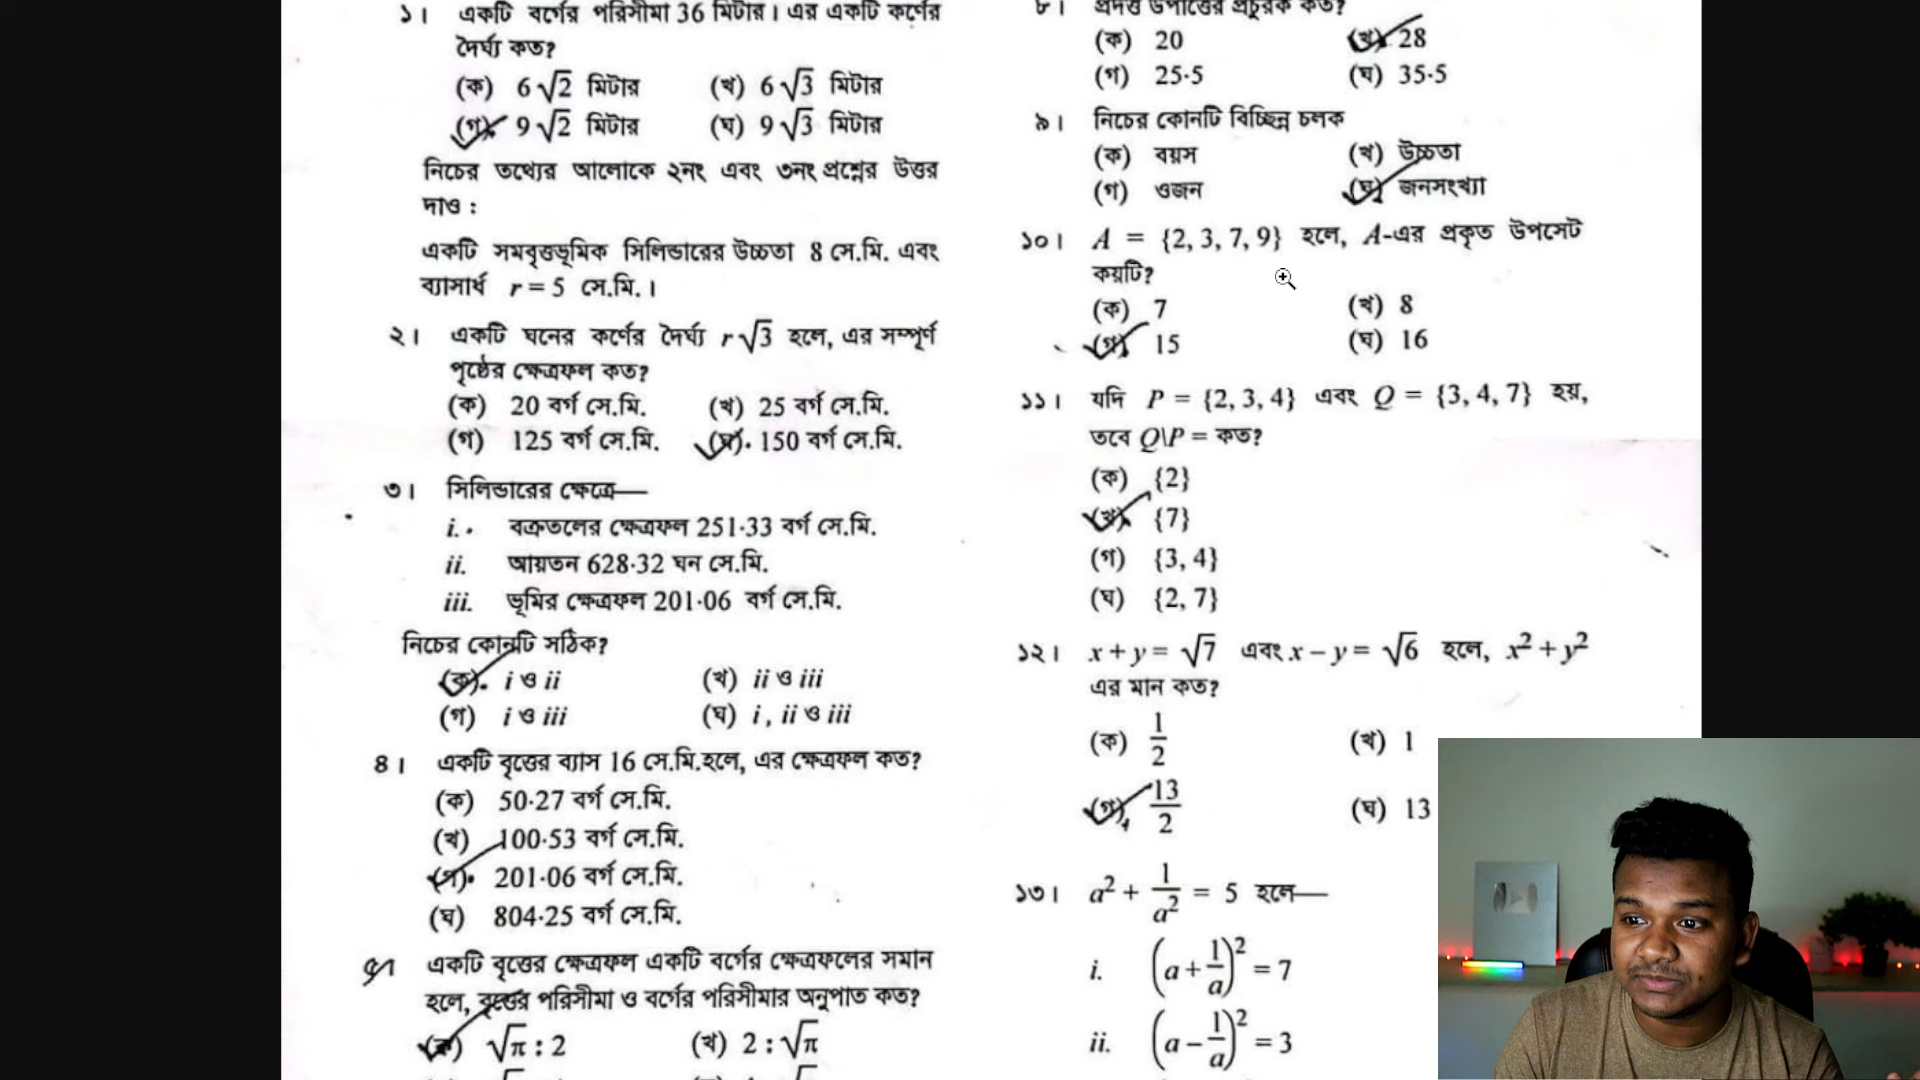 ১। একটি বর্গের পরিসীমা 36 মিটার। এর একটি কর্ণের
দৈর্ঘ্য কত?
(ক) 6√2 মিটার (খ) 6√3 মিটার
(গ) 9√2 মিটার (ঘ) 9√3 মিটার
নিচের তথ্যের আলোকে ২নং এবং ৩নং প্রশ্নের উত্তর
দাও :
একটি সমবৃত্তভূমিক সিলিন্ডারের উচ্চতা 8 সে.মি. এবং
ব্যাসার্ধ r = 5 সে.মি.।
২। একটি ঘনের কর্ণের দৈর্ঘ্য r√3 হলে, এর সম্পূর্ণ
পৃষ্ঠের ক্ষেত্রফল কত?
(ক) 20 বর্গ সে.মি. (খ) 25 বর্গ সে.মি.
(গ) 125 বর্গ সে.মি. (ঘ) 150 বর্গ সে.মি.
৩। সিলিন্ডারের ক্ষেত্রে—
i. বক্রতলের ক্ষেত্রফল 251·33 বর্গ সে.মি.
ii. আয়তন 628·32 ঘন সে.মি.
iii. ভূমির ক্ষেত্রফল 201·06 বর্গ সে.মি.
নিচের কোনটি সঠিক?
(ক) i ও ii (খ) ii ও iii
(গ) i ও iii (ঘ) i, ii ও iii
৪। একটি বৃত্তের ব্যাস 16 সে.মি.হলে, এর ক্ষেত্রফল কত?
(ক) 50·27 বর্গ সে.মি.
(খ) 100·53 বর্গ সে.মি.
(গ) 201·06 বর্গ সে.মি.
(ঘ) 804·25 বর্গ সে.মি.
৫। একটি বৃত্তের ক্ষেত্রফল একটি বর্গের ক্ষেত্রফলের সমান
হলে, বৃত্তের পরিসীমা ও বর্গের পরিসীমার অনুপাত কত?
(ক) √π : 2 (খ) 2 : √π
৮। প্রদত্ত উপাত্তের প্রচুরক কত?
(ক) 20 (খ) 28
(গ) 25·5 (ঘ) 35·5
৯। নিচের কোনটি বিচ্ছিন্ন চলক
(ক) বয়স (খ) উচ্চতা
(গ) ওজন (ঘ) জনসংখ্যা
১০। A = {2, 3, 7, 9} হলে, A-এর প্রকৃত উপসেট
কয়টি?
(ক) 7 (খ) 8
(গ) 15 (ঘ) 16
১১। যদি P = {2, 3, 4} এবং Q = {3, 4, 7} হয়,
তবে Q\P = কত?
(ক) {2}
(খ) {7}
(গ) {3, 4}
(ঘ) {2, 7}
১২। x + y = √7 এবং x – y = √6 হলে, x² + y²
এর মান কত?
(ক) 1/2 (খ) 1
(গ) 13/2 (ঘ) 13
১৩। a² + 1/a² = 5 হলে—
i. (a + 1/a)² = 7
ii. (a – 1/a)² = 3